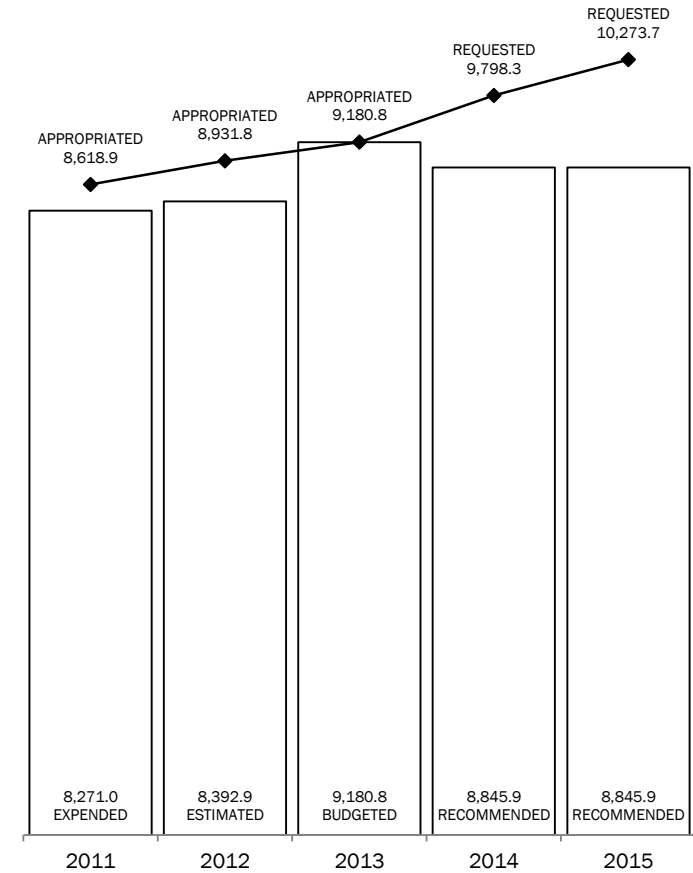 REQUESTED
10,273.7
REQUESTED
9,798.3
APPROPRIATED
9,180.8
APPROPRIATED
8,931.8
APPROPRIATED
8,618.9
8,271.0
EXPENDED
8,392.9
ESTIMATED
9,180.8
BUDGETED
8,845.9
RECOMMENDED
8,845.9
RECOMMENDED
2011
2012
2013
2014
2015